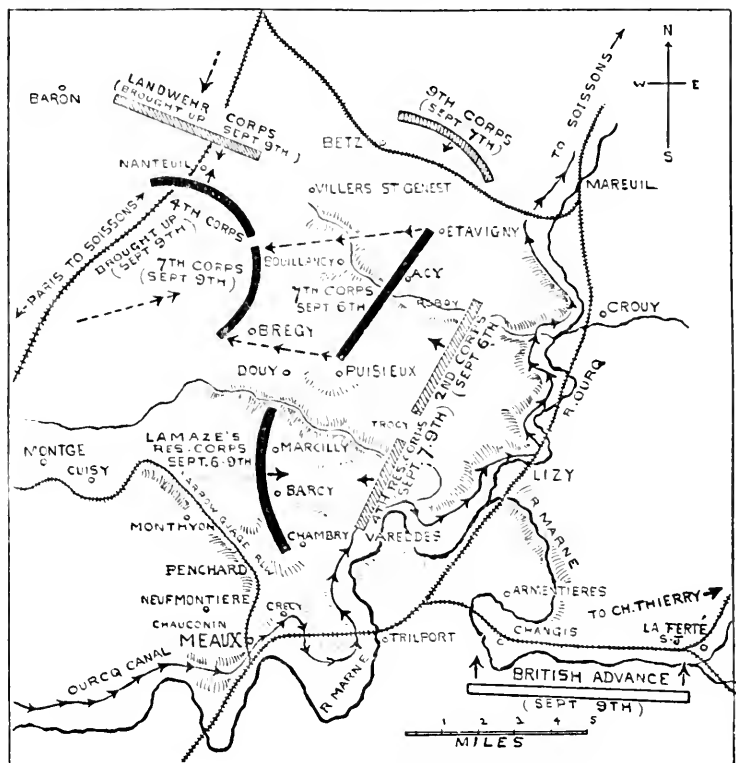 N
W
E
S
LANDWEHR CORPS
(BROUGHT UP SEPT 9TH)
BARON
9TH CORPS
(SEPT 7TH)
BETZ
TO SOISSONS
NANTEUIL
MAREUIL
VILLERS ST GENEST
4TH CORPS
BROUGHT UP
(SEPT 9TH)
←PARIS TO SOISSONS
ETAVIGNY
7TH CORPS
(SEPT 9TH)
BOUILLANCY
ACY
7TH CORPS
SEPT 6TH
ROSOY
CROUY
BREGY
2ND CORPS
(SEPT 6TH)
DOUY
PUISIEUX
R. OURQ
TROCY
LAMAZE'S
RES. CORPS
SEPT. 6-9TH
MARCILLY
4TH RES. CORPS
SEPT. 7-9TH)
MONTGE
CUISY
LIZY
BARCY
NARROW GUAGE RLY
MONTHYON
CHAMBRY
VAREDDES
R. MARNE
PENCHARD
NEUFMONTIERE
CRECY
ARMENTIERES
TO CH. THIERRY
CHAUCONIN
MEAUX
TRILPORT
CHANGIS
LA FERTÉ
S.J
OURCQ CANAL
R. MARNE
BRITISH ADVANCE
(SEPT 9TH)
1 2 3 4 5
MILES